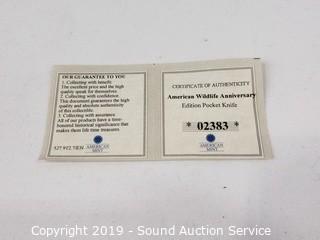 OUR GUARANTEE TO YOU
1. Collecting with benefit
The excellent price and the high
quality speak for themselves
2. Collecting with confidence.
This document guarantees the high
quality and absolute authenticity
of this collectible.
3. Collecting with assurance
All of our products have a time-
honored historical significance that
makes them life time treasures.
AMERICAN
MINT
CERTIFICATE OF AUTHENTICITY
American Wildlife Anniversary
Edition Pocket Knife
* 02383 *
AMERICAN
MINT
Copyright 2019 - Sound Auction Service